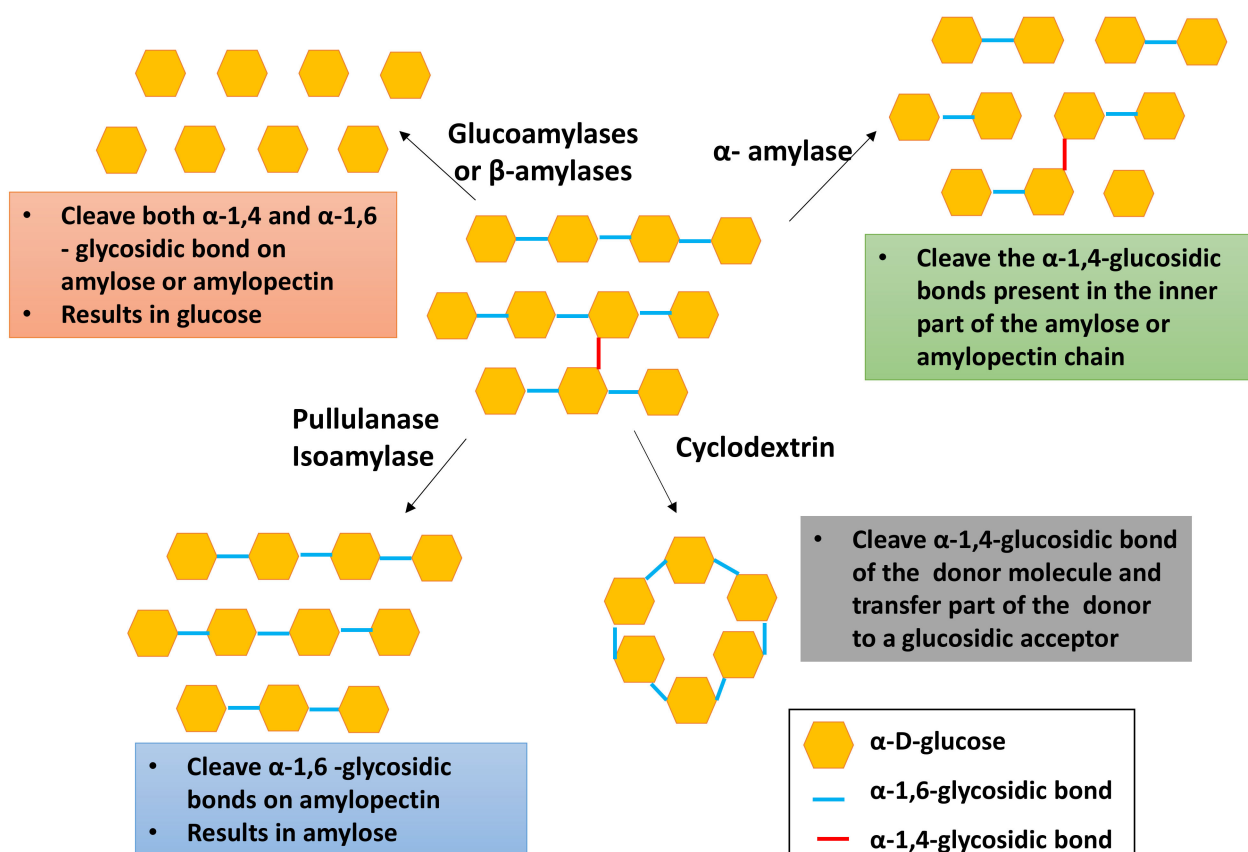 Glucoamylases
or β-amylases
α- amylase
• Cleave both α-1,4 and α-1,6
- glycosidic bond on
amylose or amylopectin
• Results in glucose
• Cleave the α-1,4-glucosidic
bonds present in the inner
part of the amylose or
amylopectin chain
Pullulanase
Isoamylase
Cyclodextrin
• Cleave α-1,4-glucosidic bond
of the donor molecule and
transfer part of the donor
to a glucosidic acceptor
• Cleave α-1,6 -glycosidic
bonds on amylopectin
• Results in amylose
α-D-glucose
α-1,6-glycosidic bond
α-1,4-glycosidic bond